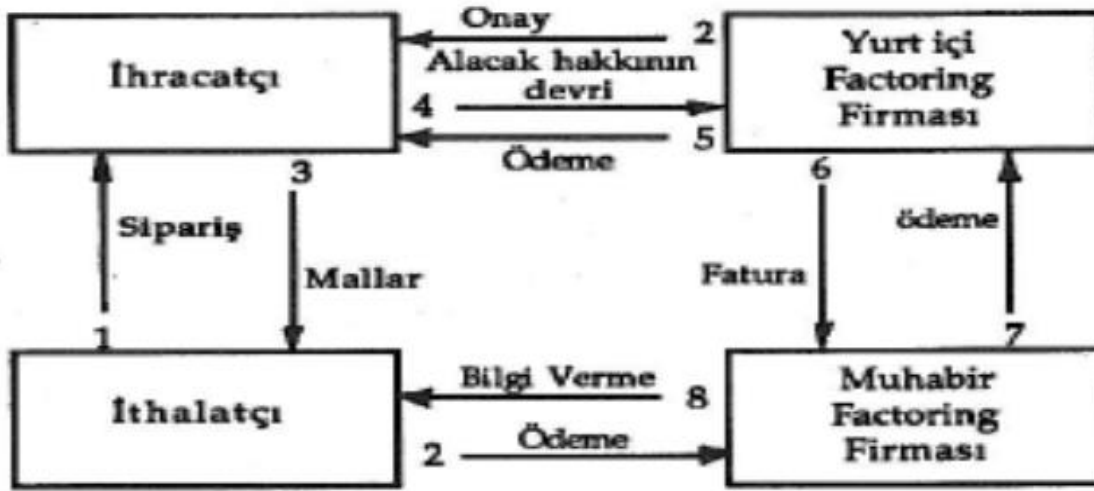 Onay 2
İhracatçı
Alacak hakkının
devri
4
5
Ödeme
Yurt içi
Factoring
Firması
3
6
Sipariş
Mallar
Fatura
ödeme
1
7
İthalatçı
Bilgi Verme 8
2 Ödeme
Muhabir
Factoring
Firması